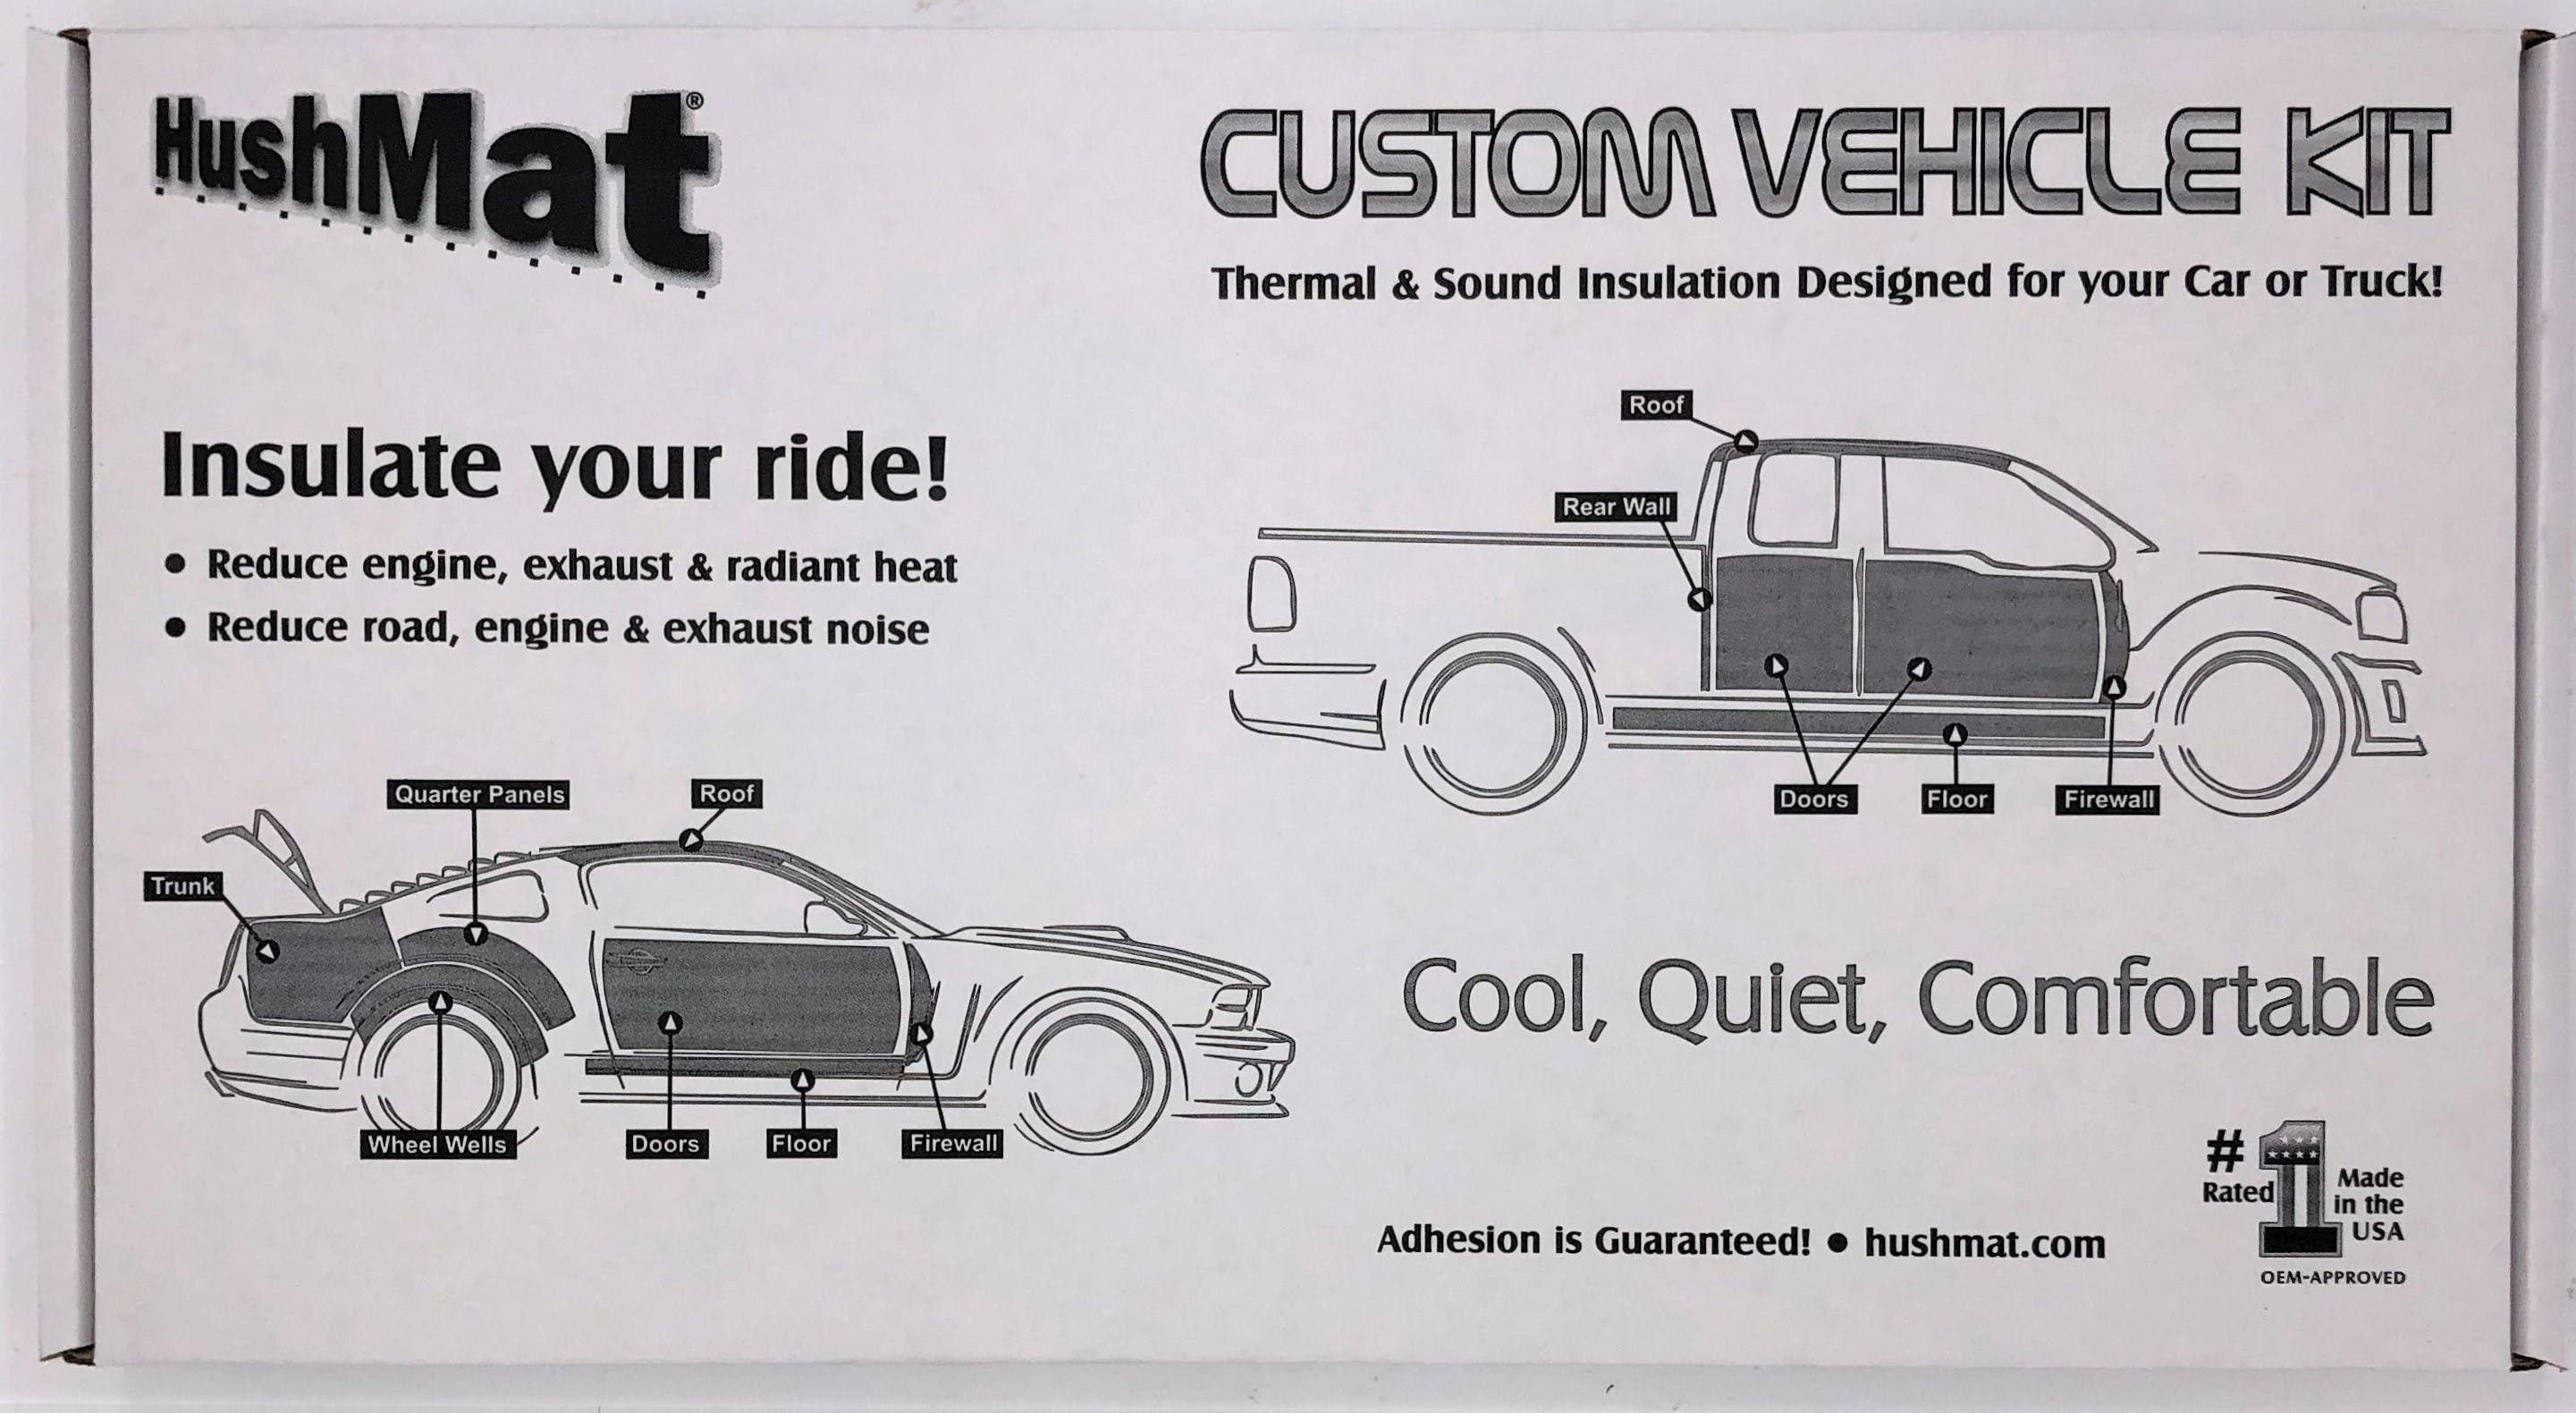 HushMat®
CUSTOM VEHICLE KIT
Thermal & Sound Insulation Designed for your Car or Truck!
Insulate your ride!
• Reduce engine, exhaust & radiant heat
• Reduce road, engine & exhaust noise
Roof
Rear Wall
Doors
Floor
Firewall
Quarter Panels
Roof
Trunk
Wheel Wells
Doors
Floor
Firewall
Cool, Quiet, Comfortable
Adhesion is Guaranteed! • hushmat.com
# 1
Rated
Made
in the
USA
OEM-APPROVED